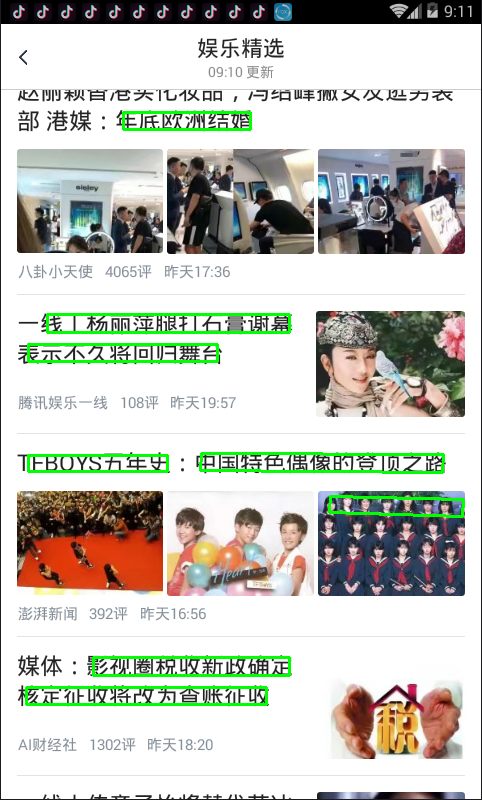 9:11
娱乐精选
09:10 更新
赵丽颖香港买化妆品，冯绍峰撇女友逛男装
部 港媒：年底欧洲结婚
sisley
八卦小天使 4065评 昨天17:36
一线丨杨丽萍腿打石膏谢幕
表示不久将回归舞台
腾讯娱乐一线 108评 昨天19:57
TFBOYS五年史：中国特色偶像的登顶之路
Heart
澎湃新闻 392评 昨天16:56
媒体：影视圈税收新政确定
核定征收将改为查账征收
税
AI财经社 1302评 昨天18:20